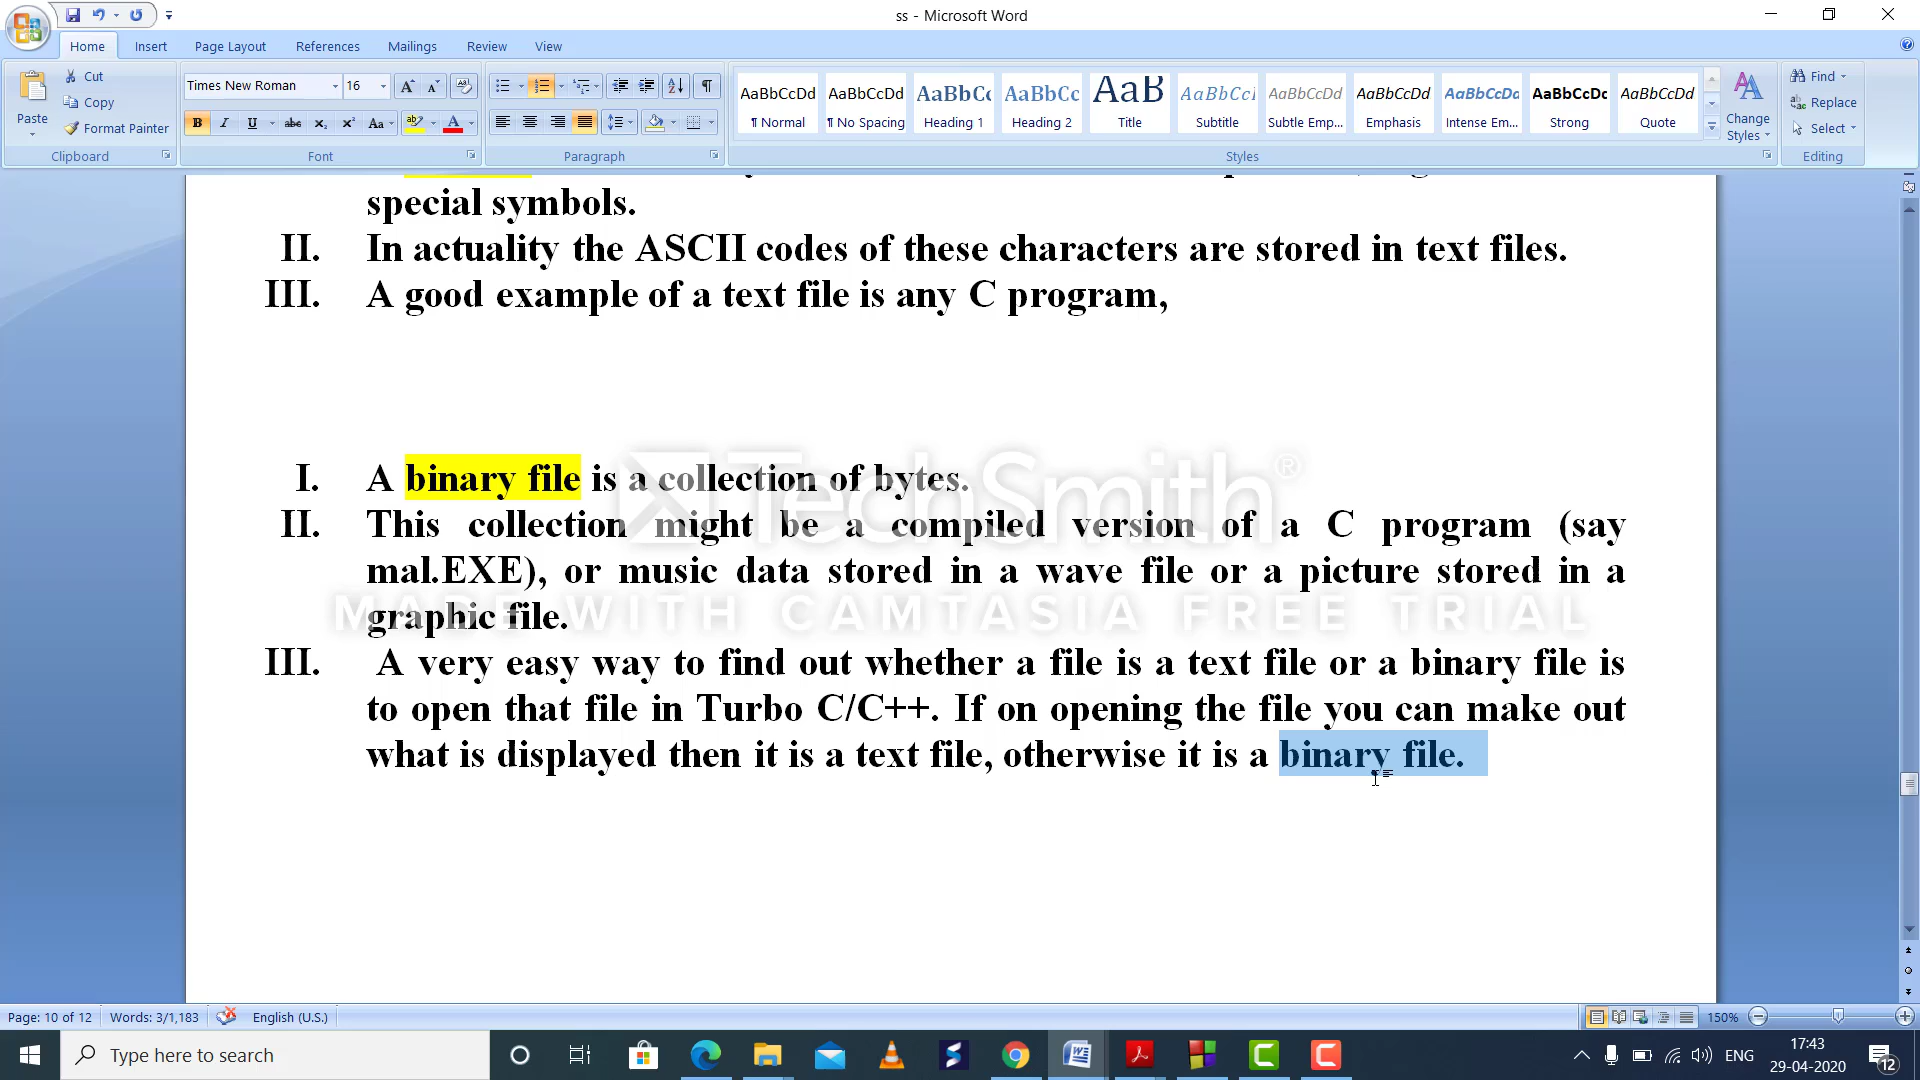 ss - Microsoft Word
Home Insert Page Layout References Mailings Review View
Paste
Cut
Copy
Format Painter
Clipboard
Times New Roman 16
Font
Paragraph
AaBbCcDd AaBbCcDd AaBbC AaBbCc AaB AaBbCcI AaBbCcDd AaBbCcDd AaBbCcDd AaBbCcDc AaBbCcDd
¶ Normal ¶ No Spacing Heading 1 Heading 2 Title Subtitle Subtle Emp... Emphasis Intense Em... Strong Quote
Change Styles
Styles
Find
Replace
Select
Editing
special symbols.
II. In actuality the ASCII codes of these characters are stored in text files.
III. A good example of a text file is any C program,
I. A binary file is a collection of bytes.
II. This collection might be a compiled version of a C program (say
mal.EXE), or music data stored in a wave file or a picture stored in a
graphic file.
III. A very easy way to find out whether a file is a text file or a binary file is
to open that file in Turbo C/C++. If on opening the file you can make out
what is displayed then it is a text file, otherwise it is a binary file.
TechSmith®
MADE WITH CAMTASIA FREE TRIAL
Page: 10 of 12 Words: 3/1,183 English (U.S.) 150%
Type here to search
ENG
17:43
29-04-2020
12